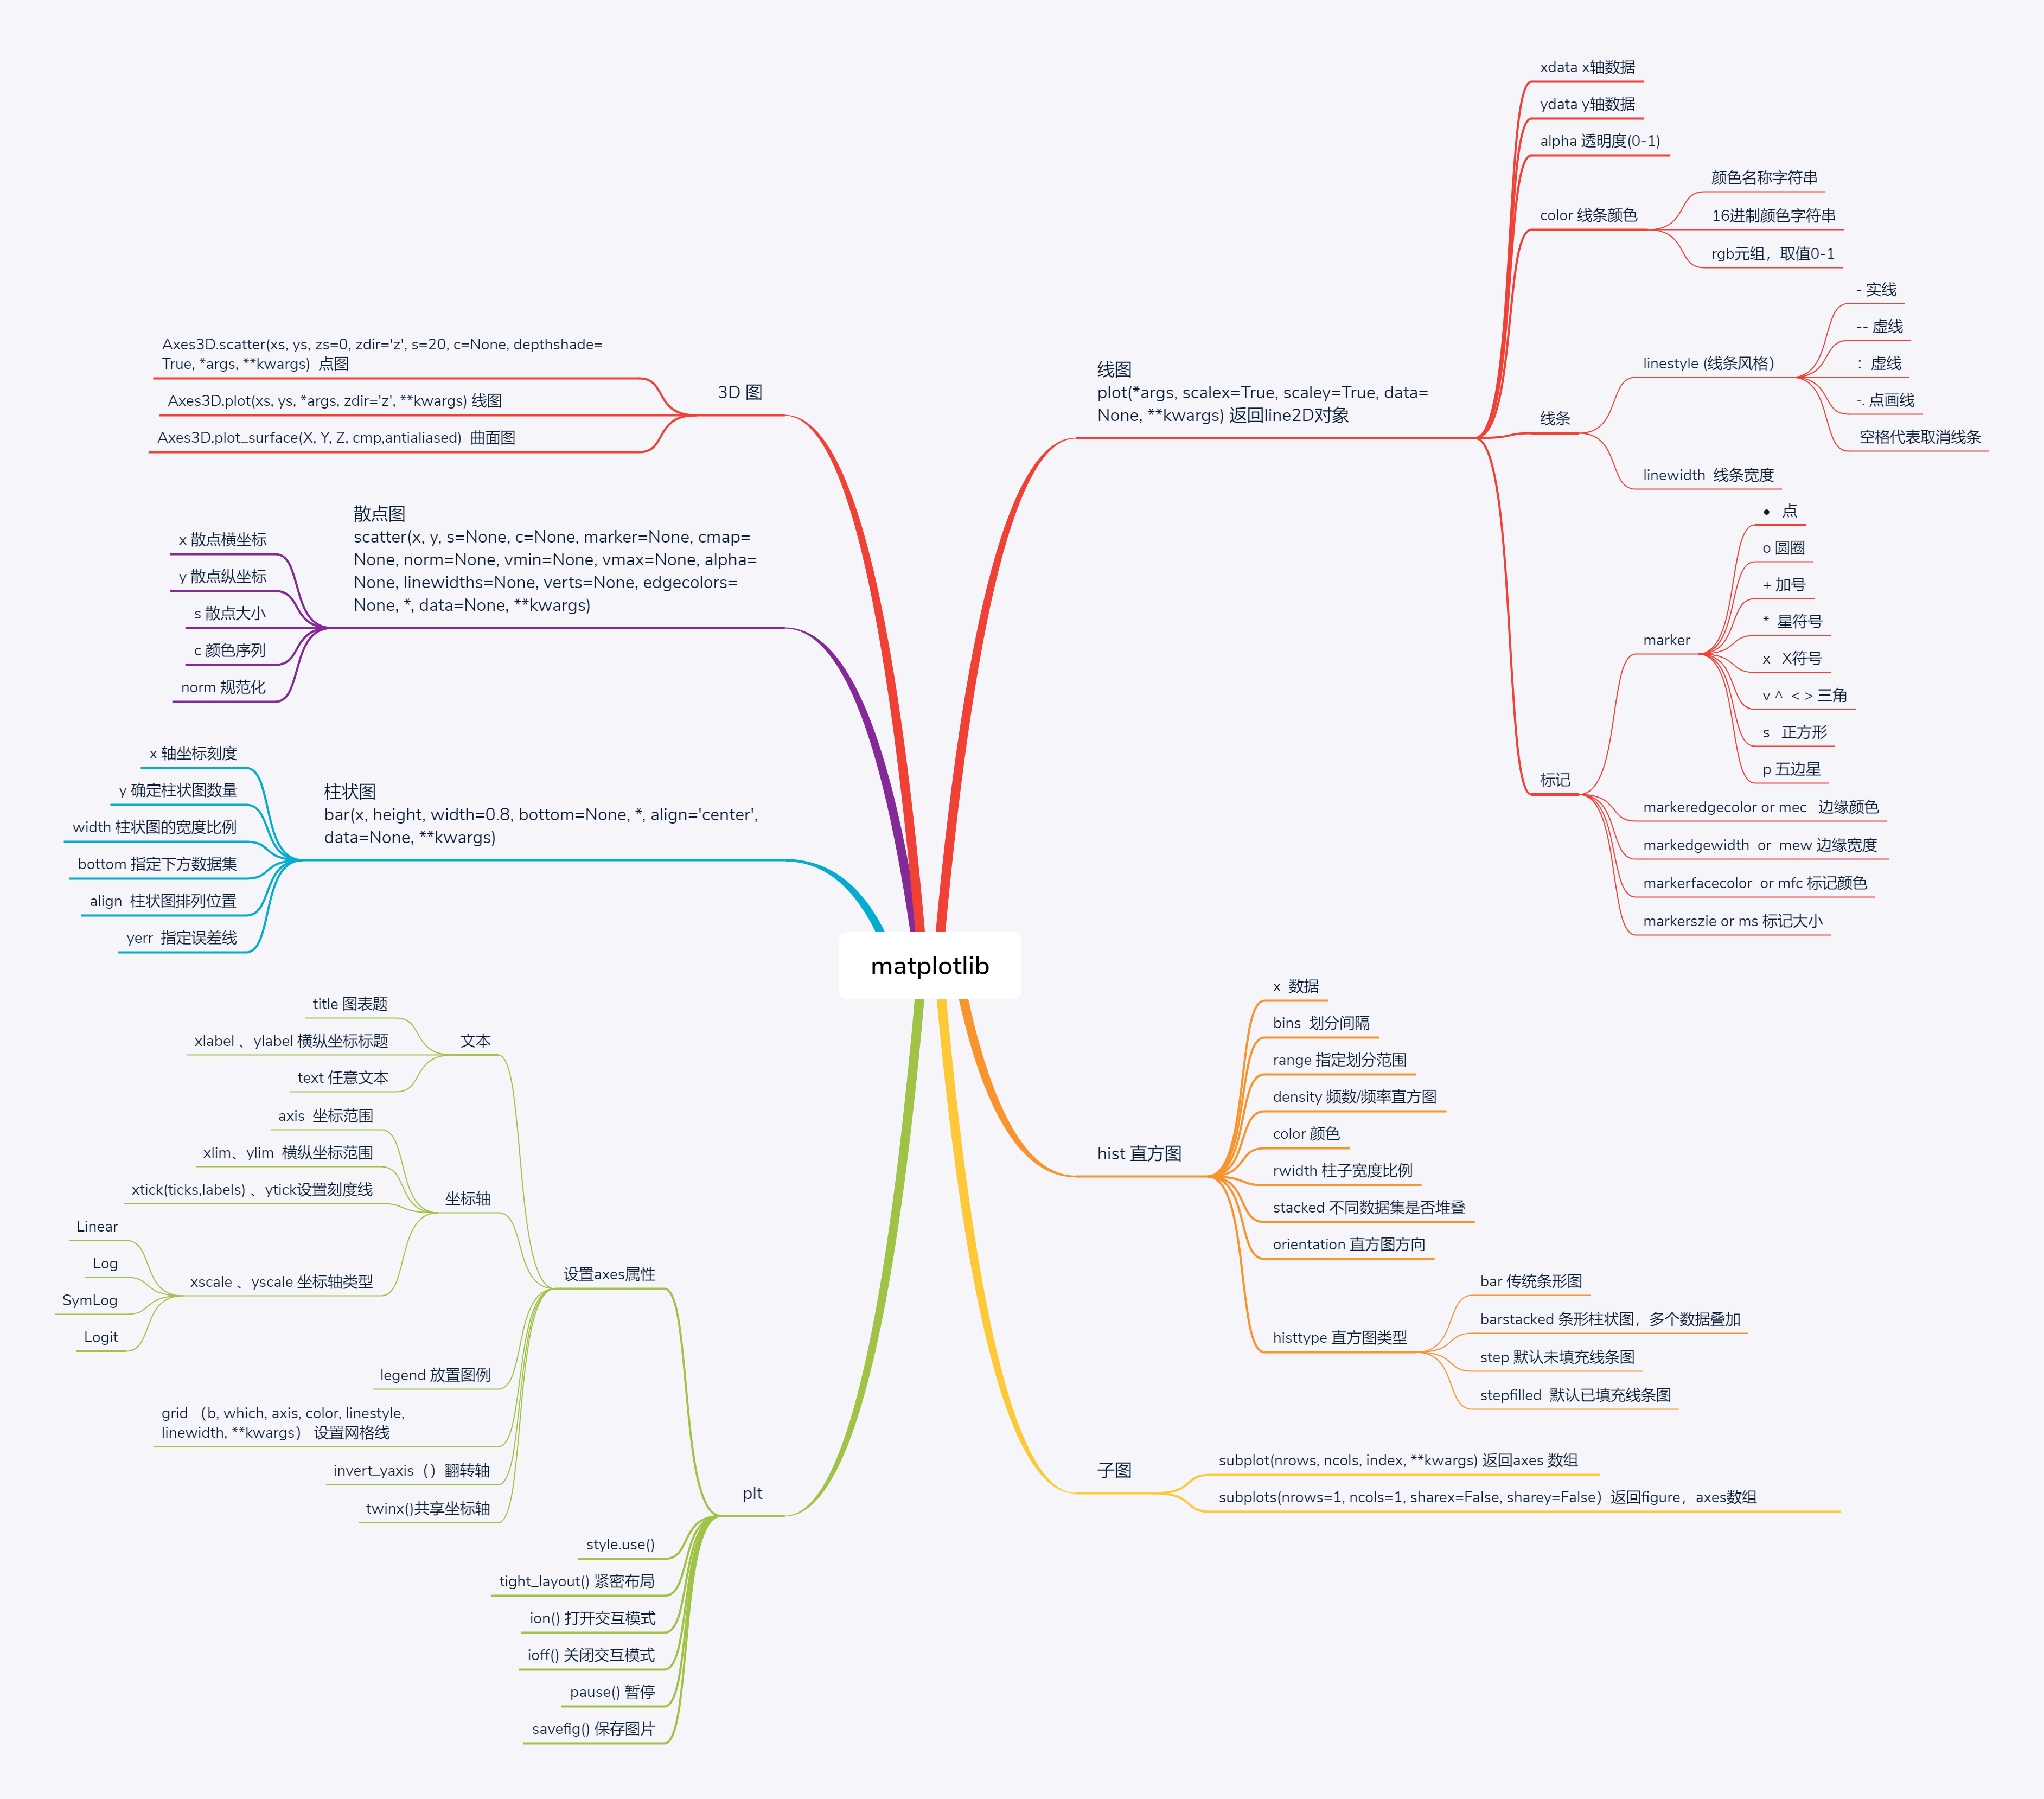 matplotlib
线图
plot(*args, scalex=True, scaley=True, data=
None, **kwargs) 返回line2D对象
xdata x轴数据
ydata y轴数据
alpha 透明度(0-1)
color 线条颜色
颜色名称字符串
16进制颜色字符串
rgb元组，取值0-1
线条
linestyle (线条风格）
- 实线
-- 虚线
： 虚线
-. 点画线
空格代表取消线条
linewidth 线条宽度
标记
marker
• 点
o 圆圈
+ 加号
* 星符号
x X符号
v ^ < > 三角
s 正方形
p 五边星
markeredgecolor or mec 边缘颜色
markedgewidth or mew 边缘宽度
markerfacecolor or mfc 标记颜色
markerszie or ms 标记大小
hist 直方图
x 数据
bins 划分间隔
range 指定划分范围
density 频数/频率直方图
color 颜色
rwidth 柱子宽度比例
stacked 不同数据集是否堆叠
orientation 直方图方向
histtype 直方图类型
bar 传统条形图
barstacked 条形柱状图，多个数据叠加
step 默认未填充线条图
stepfilled 默认已填充线条图
子图
subplot(nrows, ncols, index, **kwargs) 返回axes 数组
subplots(nrows=1, ncols=1, sharex=False, sharey=False）返回figure，axes数组
3D 图
Axes3D.scatter(xs, ys, zs=0, zdir='z', s=20, c=None, depthshade=
True, *args, **kwargs) 点图
Axes3D.plot(xs, ys, *args, zdir='z', **kwargs) 线图
Axes3D.plot_surface(X, Y, Z, cmp,antialiased) 曲面图
散点图
scatter(x, y, s=None, c=None, marker=None, cmap=
None, norm=None, vmin=None, vmax=None, alpha=
None, linewidths=None, verts=None, edgecolors=
None, *, data=None, **kwargs)
x 散点横坐标
y 散点纵坐标
s 散点大小
c 颜色序列
norm 规范化
柱状图
bar(x, height, width=0.8, bottom=None, *, align='center',
data=None, **kwargs)
x 轴坐标刻度
y 确定柱状图数量
width 柱状图的宽度比例
bottom 指定下方数据集
align 柱状图排列位置
yerr 指定误差线
plt
设置axes属性
文本
title 图表题
xlabel 、ylabel 横纵坐标标题
text 任意文本
坐标轴
axis 坐标范围
xlim、ylim 横纵坐标范围
xtick(ticks,labels) 、ytick设置刻度线
xscale 、yscale 坐标轴类型
Linear
Log
SymLog
Logit
legend 放置图例
grid （b, which, axis, color, linestyle,
linewidth, **kwargs） 设置网格线
invert_yaxis（）翻转轴
twinx()共享坐标轴
style.use()
tight_layout() 紧密布局
ion() 打开交互模式
ioff() 关闭交互模式
pause() 暂停
savefig() 保存图片